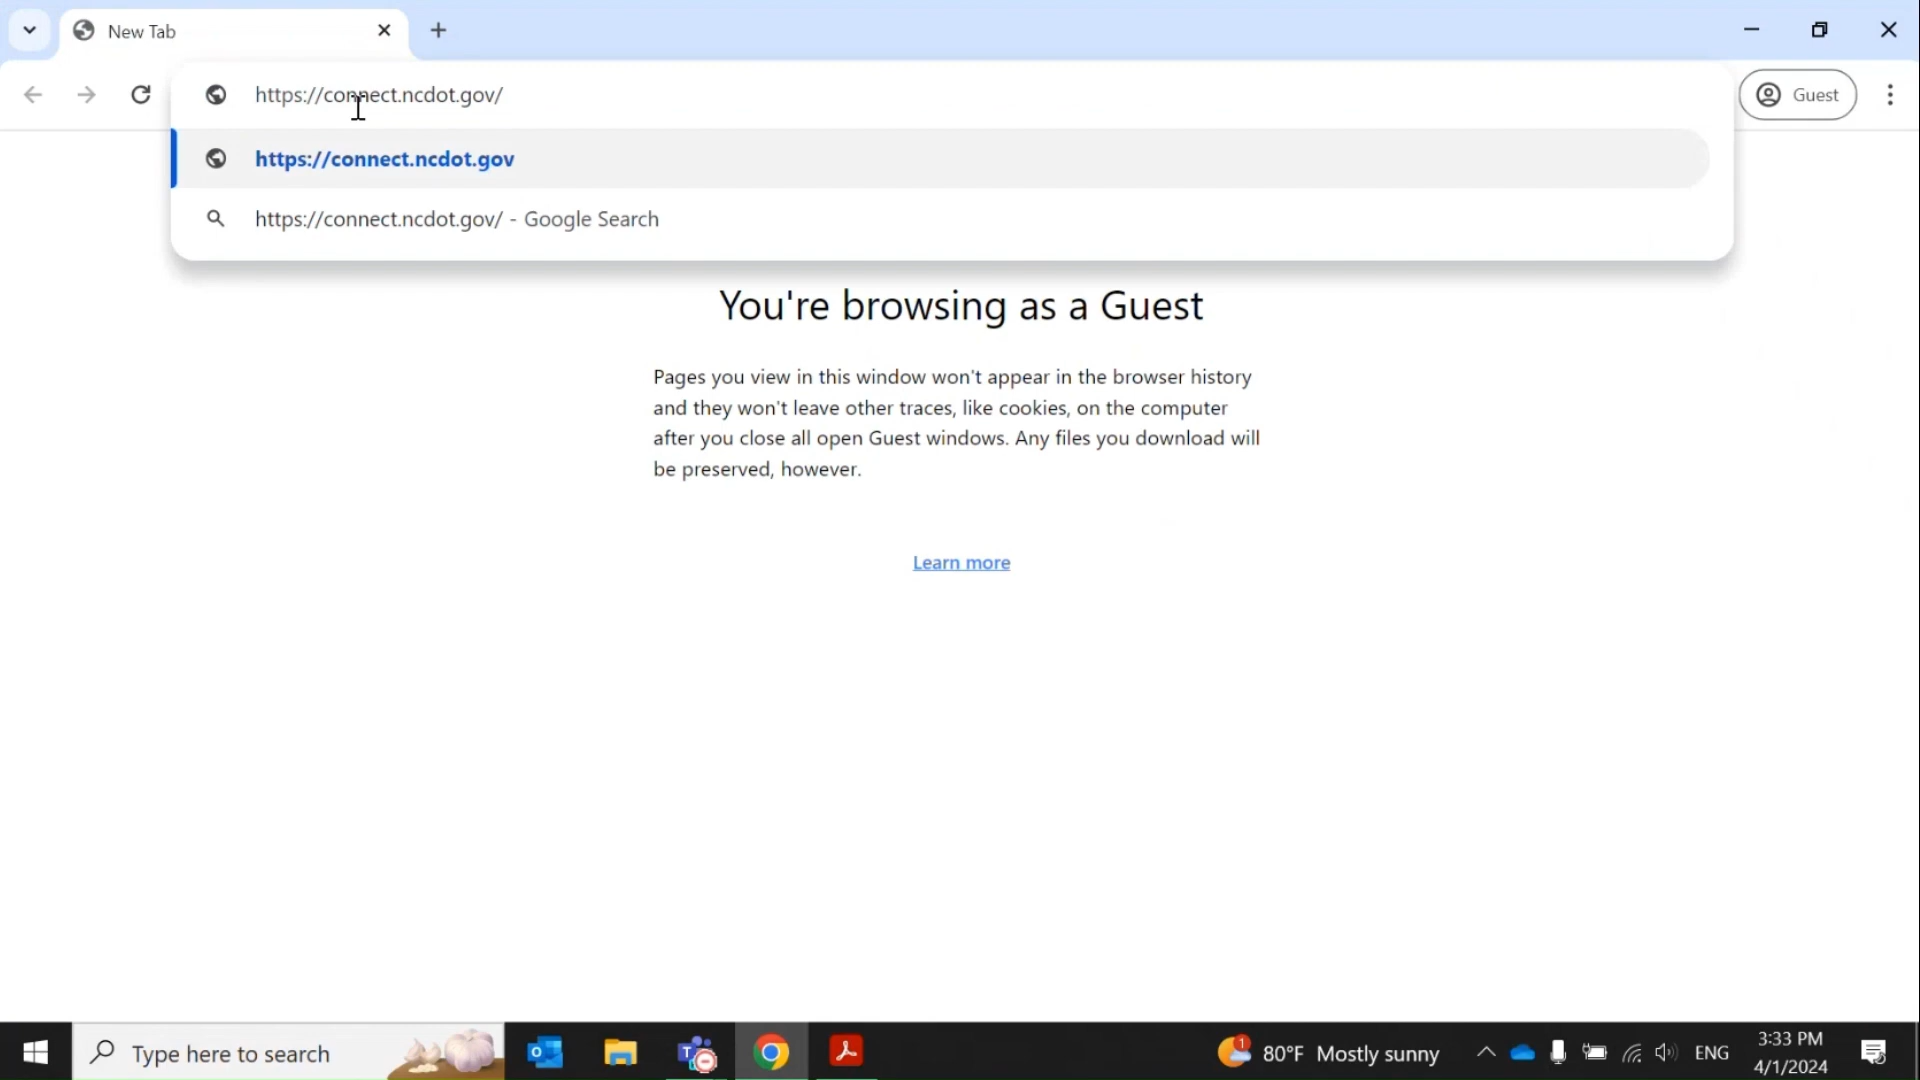 New Tab
https://connect.ncdot.gov/
Guest
https://connect.ncdot.gov
https://connect.ncdot.gov/ - Google Search
You're browsing as a Guest
Pages you view in this window won't appear in the browser history
and they won't leave other traces, like cookies, on the computer
after you close all open Guest windows. Any files you download will
be preserved, however.
Learn more
Type here to search
1
80°F Mostly sunny
ENG
3:33 PM
4/1/2024